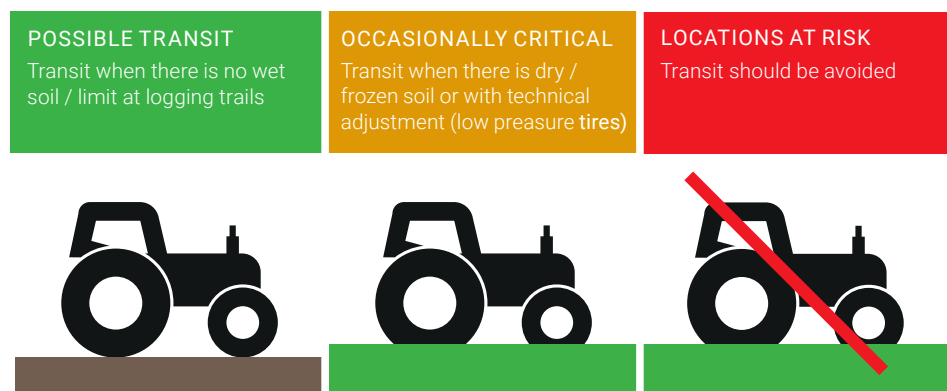 POSSIBLE TRANSIT
Transit when there is no wet
soil / limit at logging trails
OCCASIONALLY CRITICAL
Transit when there is dry /
frozen soil or with technical
adjustment (low preasure tires)
LOCATIONS AT RISK
Transit should be avoided